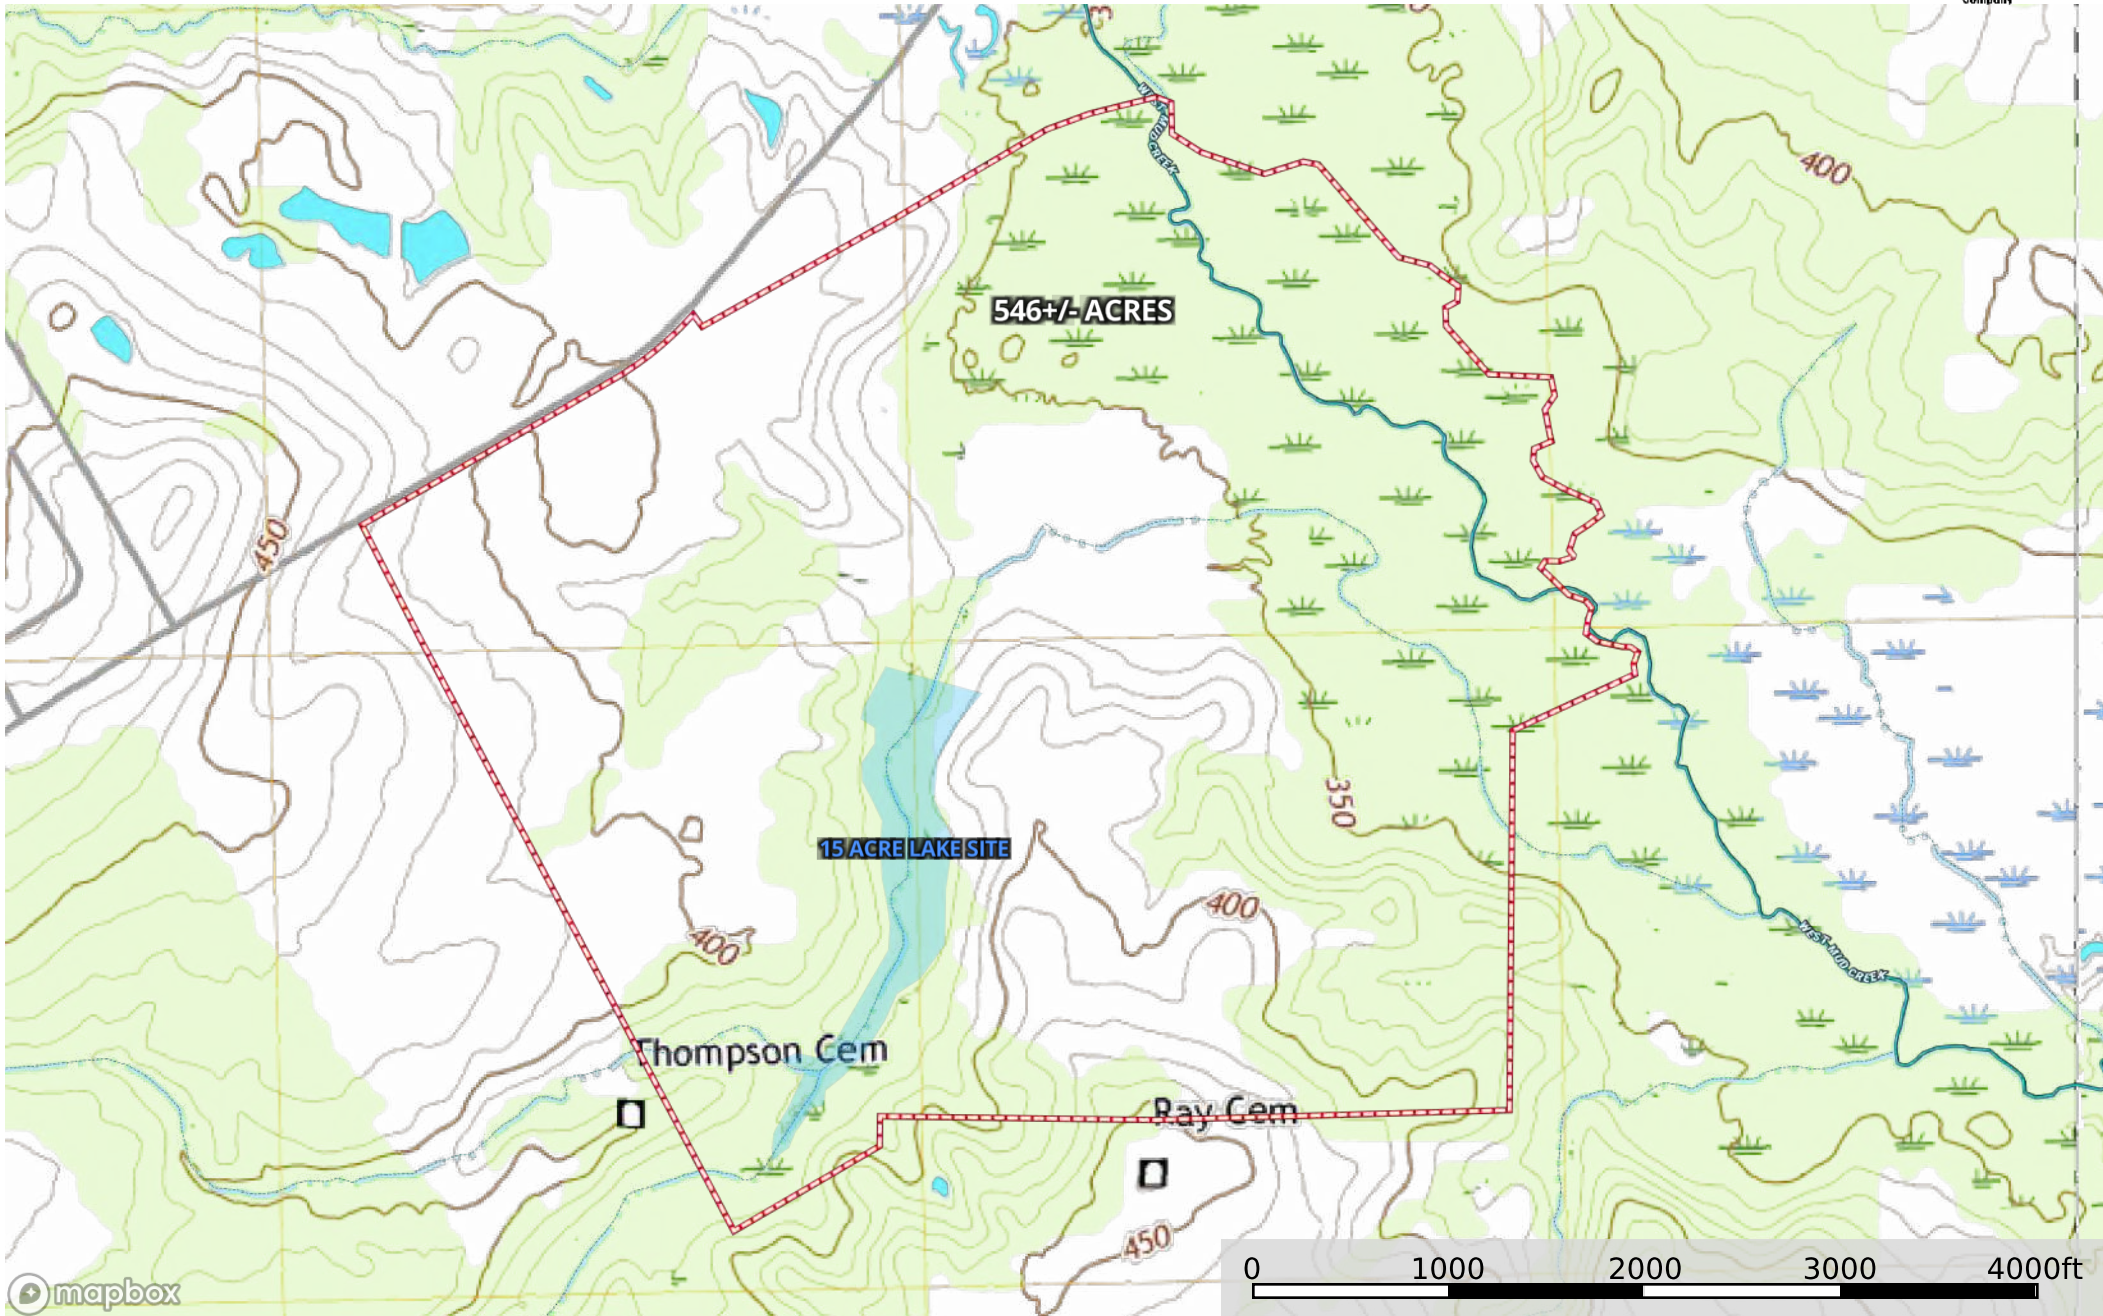 Company
WEST MUD CREEK
400
546+/- ACRES
450
350
15 ACRE LAKE SITE
400
400
WEST MUD CREEK
Thompson Cem
Ray Cem
450
0 1000 2000 3000 4000ft
mapbox